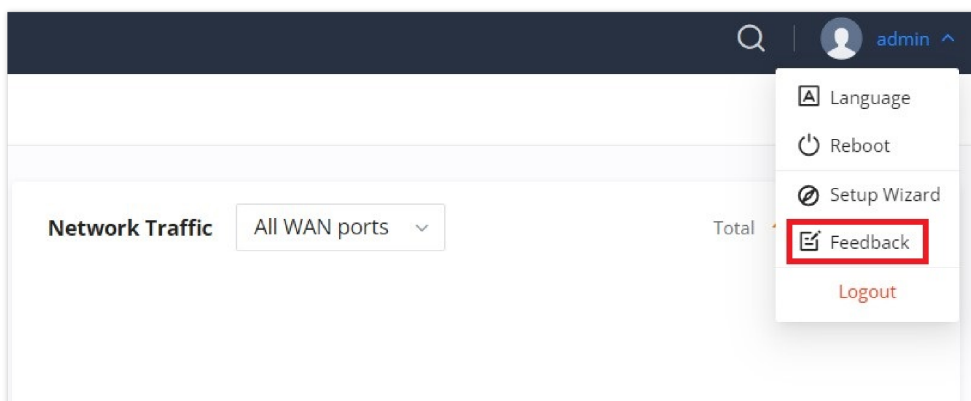 admin
Language
Reboot
Setup Wizard
Network Traffic All WAN ports Total
Feedback
Logout